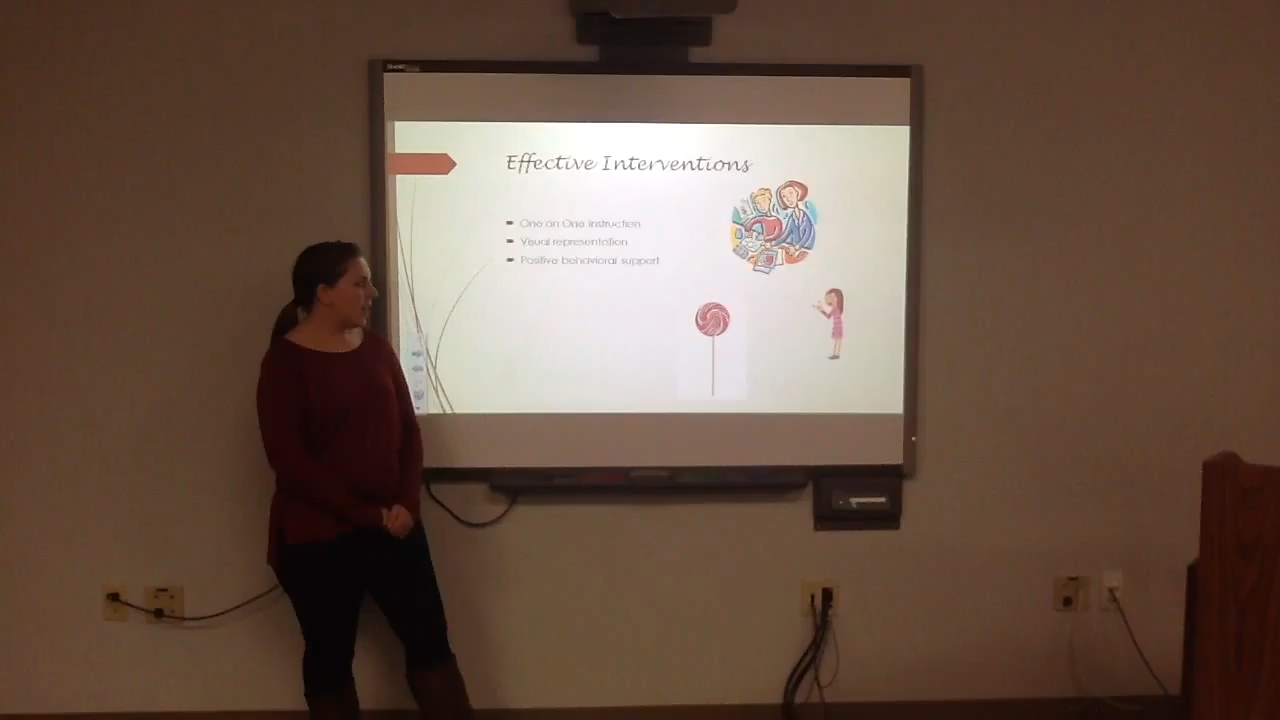 Effective Interventions
One on One instruction
Visual representation
Positive behavioral support